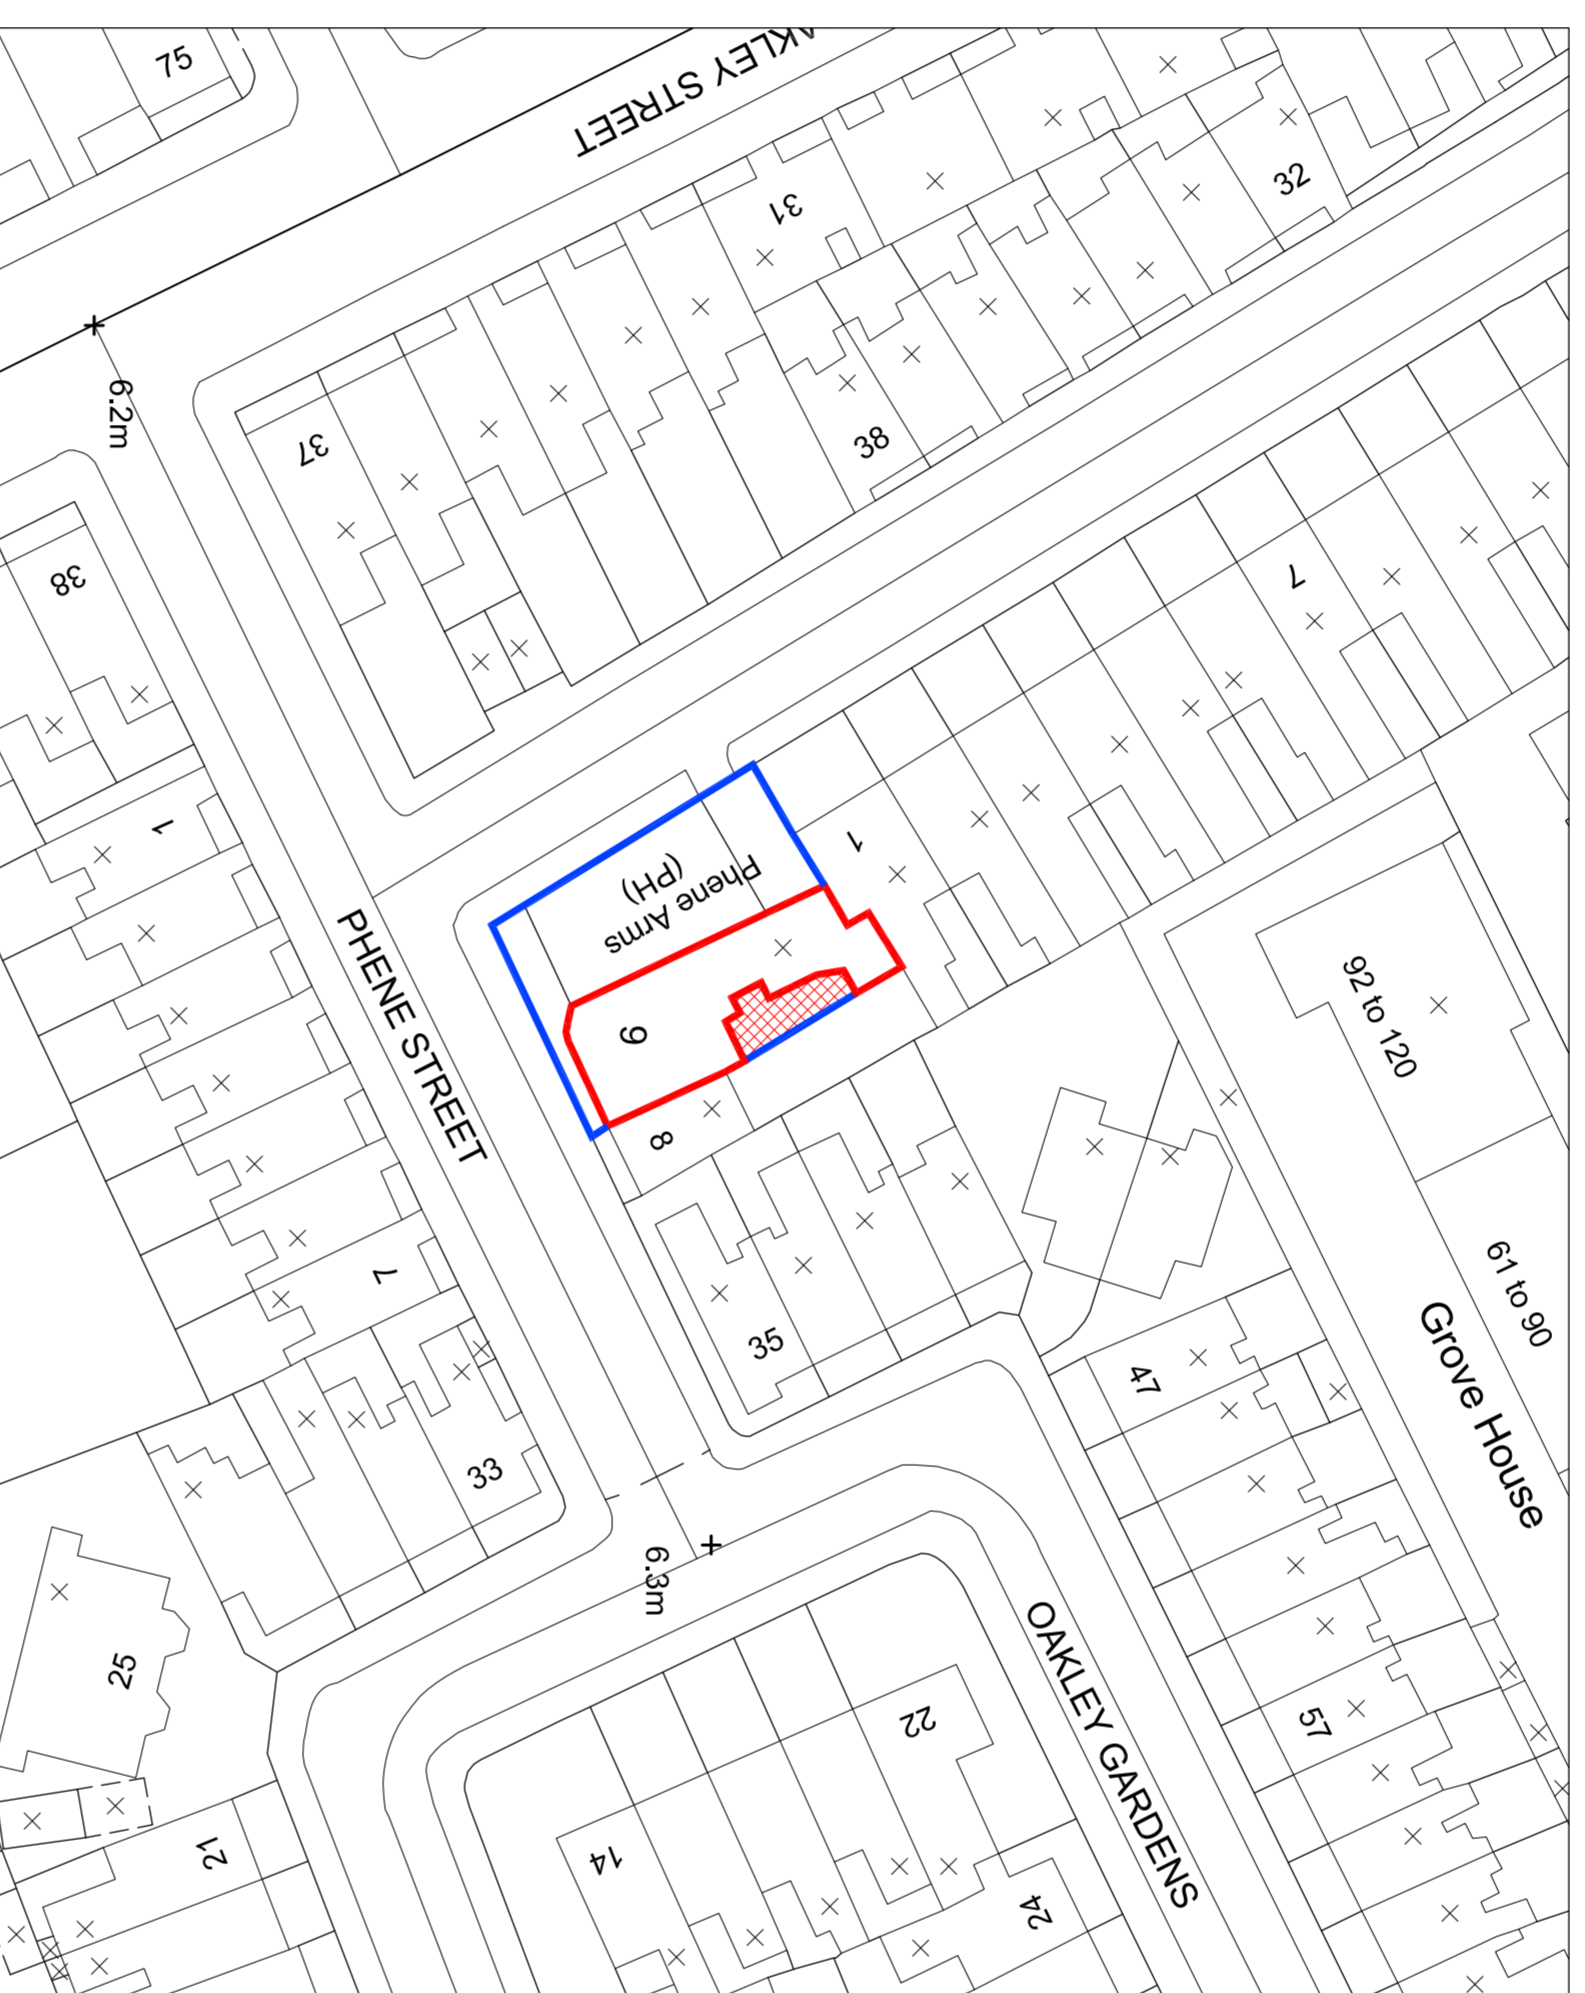 75
OAKLEY STREET
31
32
6.2m
37
38
38
7
1
1
Phene Arms
(PH)
PHENE STREET
9
8
92 to 120
7
61 to 90
35
47
Grove House
33
6.3m
25
OAKLEY GARDENS
22
57
21
14
24